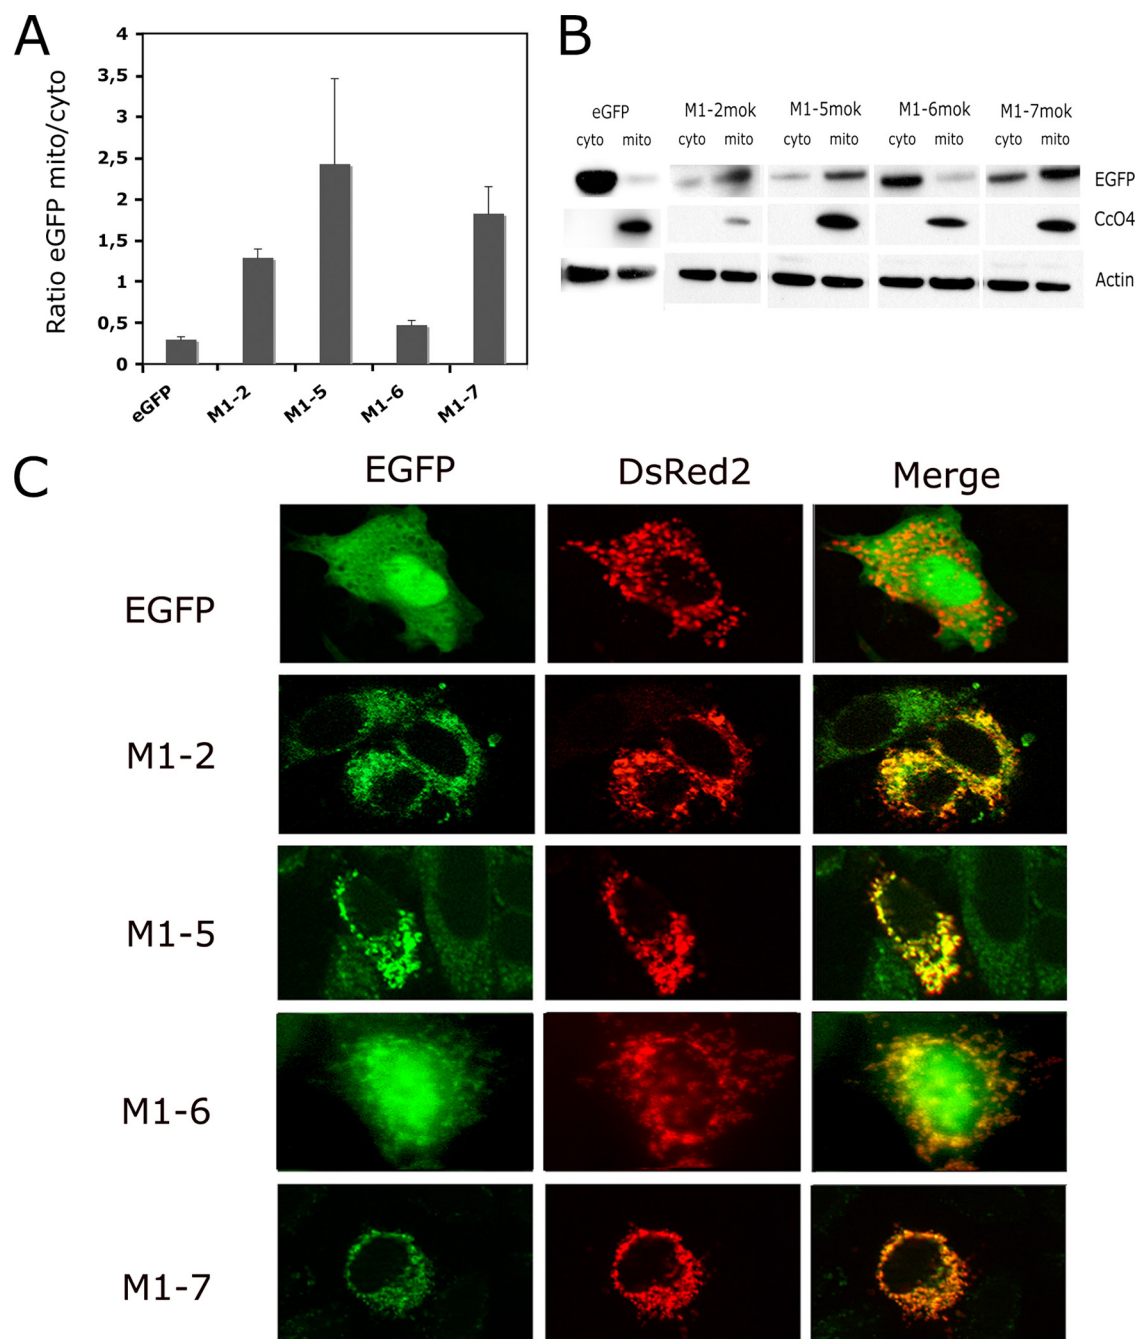 A
Ratio eGFP mito/cyto
4
3,5
3
2,5
2
1,5
1
0,5
0
eGFP
M1-2
M1-5
M1-6
M1-7
B
eGFP M1-2mok M1-5mok M1-6mok M1-7mok
cyto mito cyto mito cyto mito cyto mito cyto mito
EGFP
CcO4
Actin
C
EGFP DsRed2 Merge
EGFP
M1-2
M1-5
M1-6
M1-7